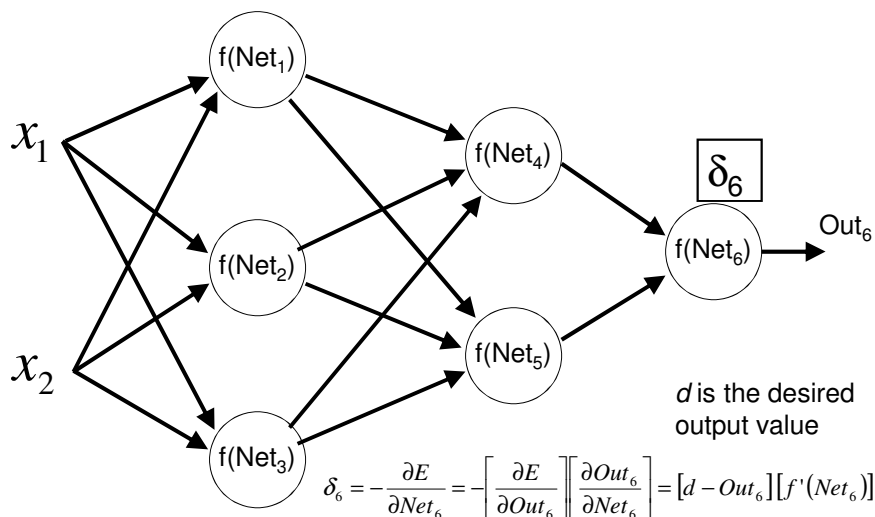 f(Net₁)
x₁
f(Net₄)
δ₆
Out₆
f(Net₂)
f(Net₆)
x₂
f(Net₅)
d is the desired
output value
f(Net₃)
δ₆ = −∂E/∂Net₆ = −[∂E/∂Out₆][∂Out₆/∂Net₆] = [d − Out₆][f'(Net₆)]